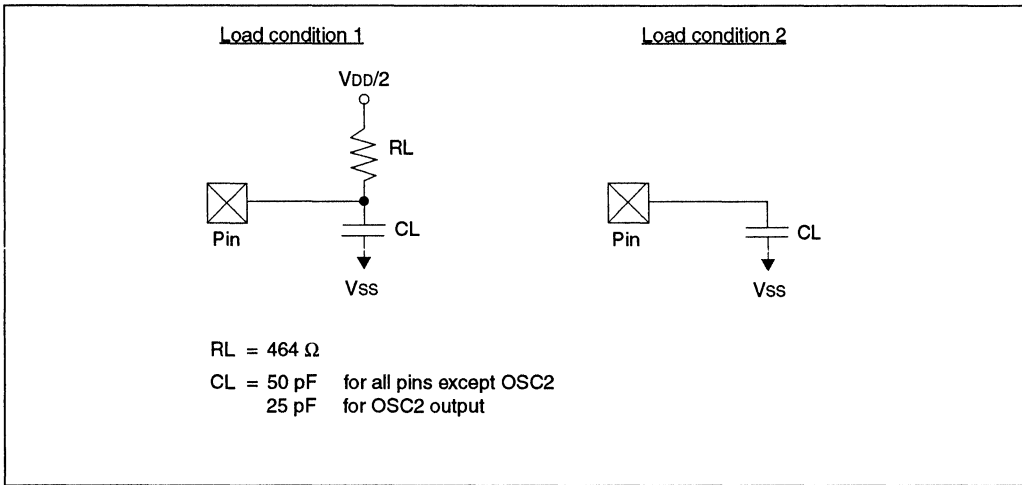 Load condition 1
VDD/2
RL
Pin
CL
VSS
Load condition 2
Pin
CL
VSS
RL = 464 Ω
CL = 50 pF for all pins except OSC2
25 pF for OSC2 output